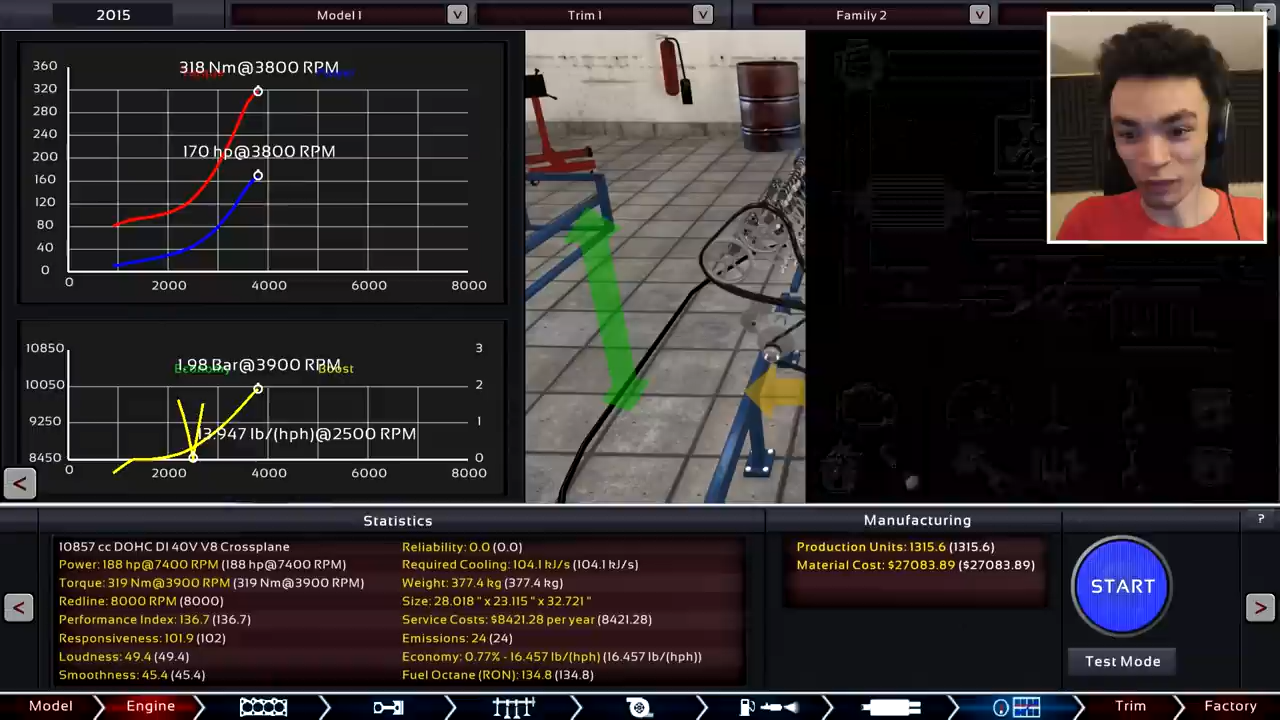 2015
Model 1
V
Trim 1
V
Family 2
V
318 Nm@3800 RPM
170 hp@3800 RPM
360
320
280
240
200
160
120
80
40
0
0
2000
4000
6000
8000
10850
10050
9250
8450
3
2
1
0
1.98 Bar@3900 RPM
Economy
Boost
13.947 lb/(hph)@2500 RPM
0
2000
4000
6000
8000
<
Statistics
10857 cc DOHC DI 40V V8 Crossplane
Power: 188 hp@7400 RPM (188 hp@7400 RPM)
Torque: 319 Nm@3900 RPM (319 Nm@3900 RPM)
Redline: 8000 RPM (8000)
Performance Index: 136.7 (136.7)
Responsiveness: 101.9 (102)
Loudness: 49.4 (49.4)
Smoothness: 45.4 (45.4)
Reliability: 0.0 (0.0)
Required Cooling: 104.1 kJ/s (104.1 kJ/s)
Weight: 377.4 kg (377.4 kg)
Size: 28.018 " x 23.115 " x 32.721 "
Service Costs: $8421.28 per year (8421.28)
Emissions: 24 (24)
Economy: 0.77% - 16.457 lb/(hph) (16.457 lb/(hph))
Fuel Octane (RON): 134.8 (134.8)
Manufacturing
Production Units: 1315.6 (1315.6)
Material Cost: $27083.89 ($27083.89)
?
START
Test Mode
<
>
Model
Engine
Trim
Factory